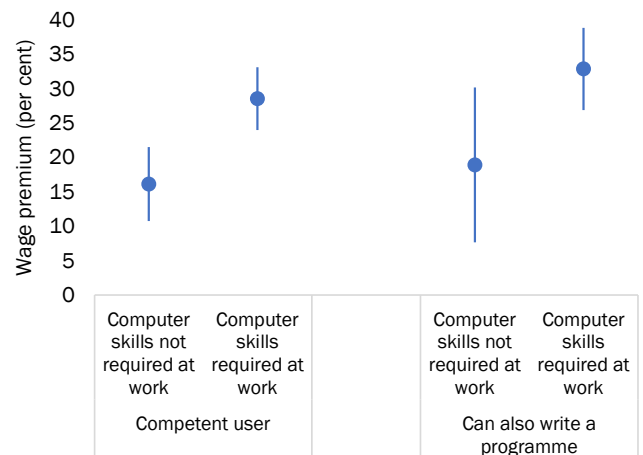 Wage premium (per cent)
40
35
30
25
20
15
10
5
0
Computer
skills not
required at
work
Computer
skills
required at
work
Competent user
Computer
skills not
required at
work
Computer
skills
required at
work
Can also write a
programme